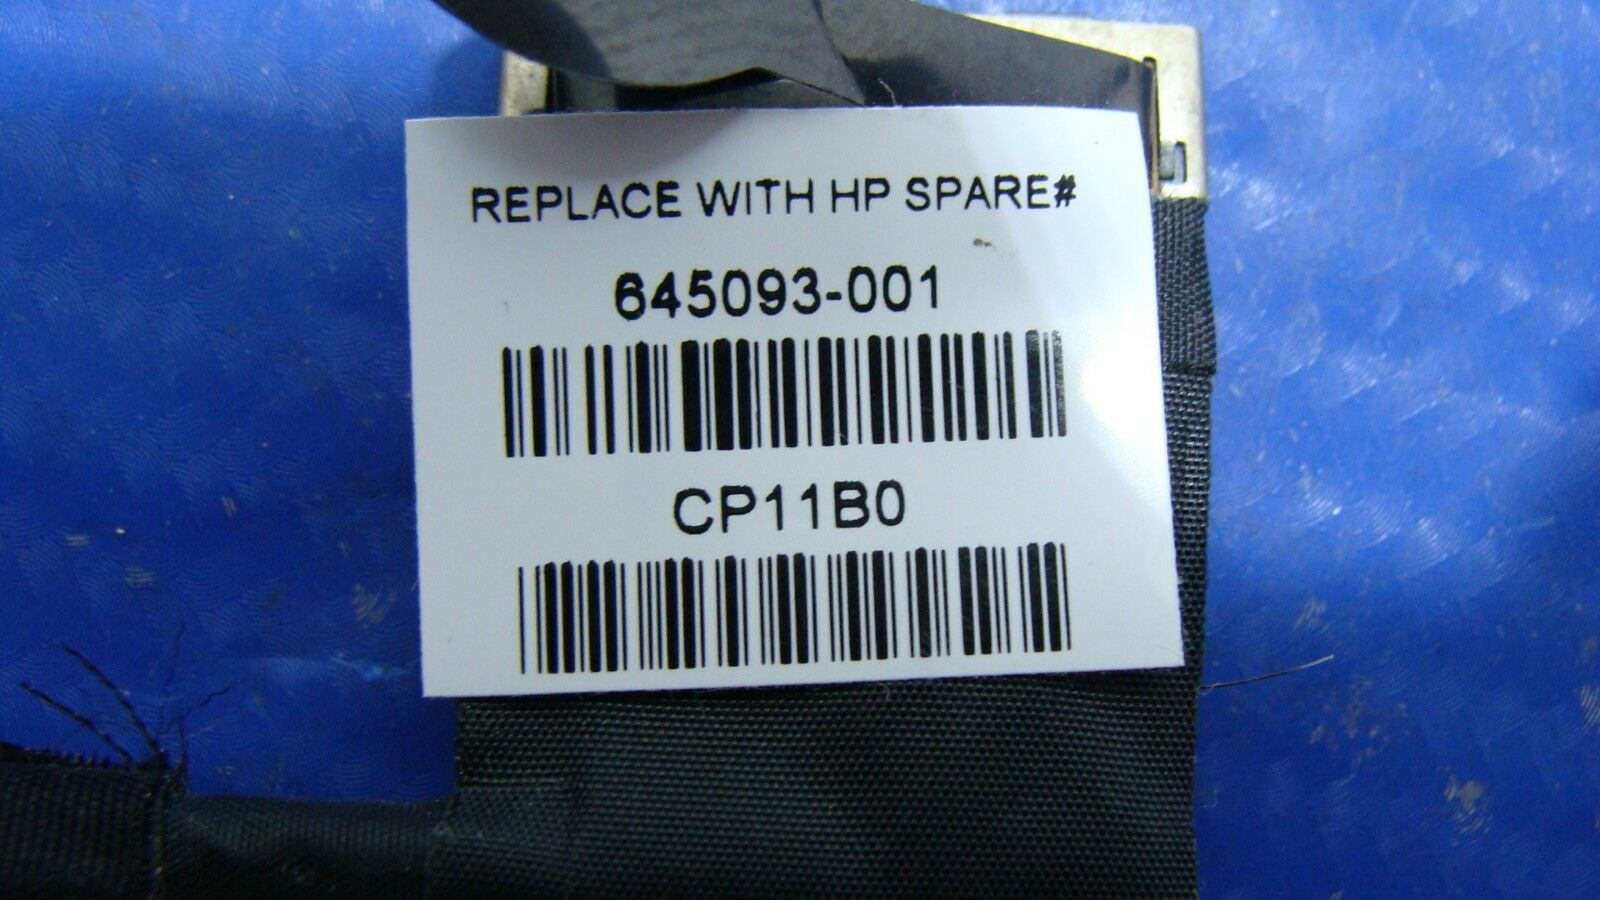 REPLACE WITH HP SPARE#
645093-001
CP11B0